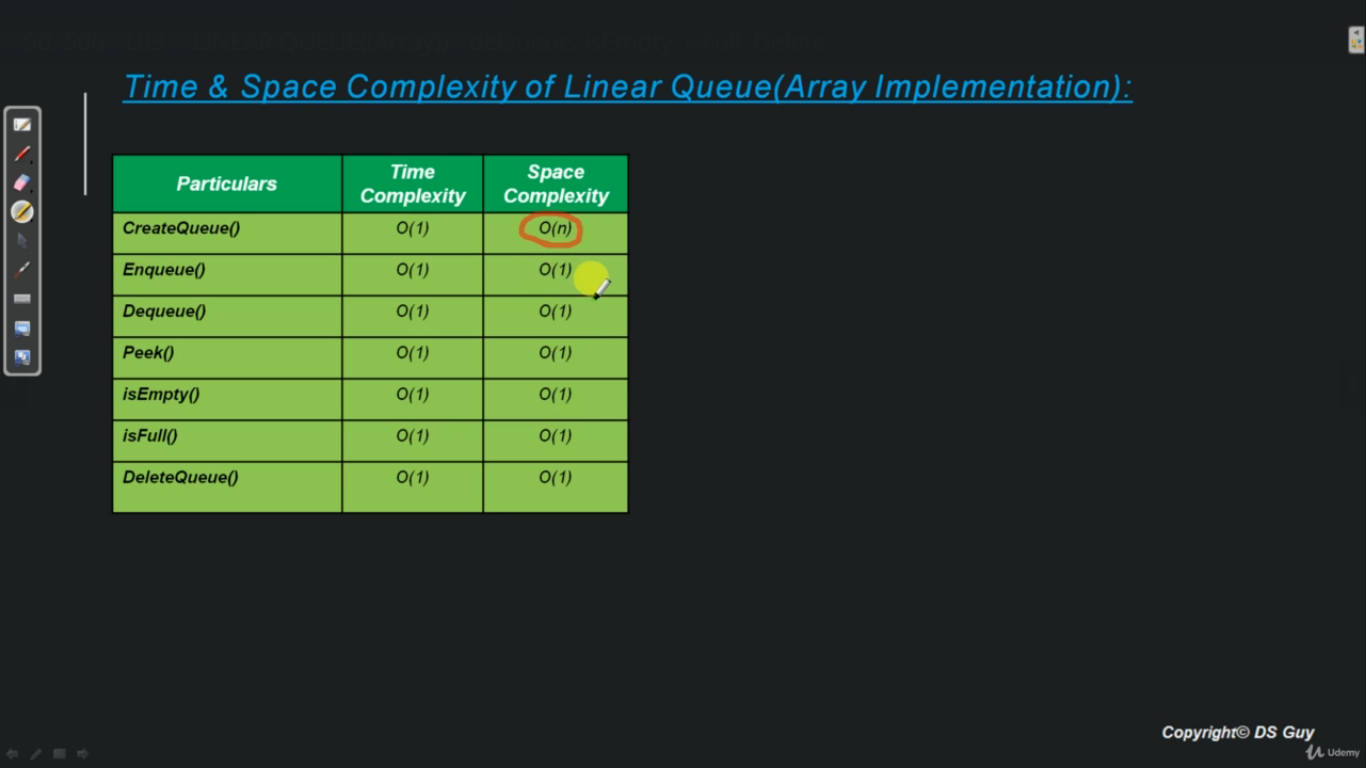 Time & Space Complexity of Linear Queue(Array Implementation):
Particulars Time Complexity Space Complexity
CreateQueue() O(1) O(n)
Enqueue() O(1) O(1)
Dequeue() O(1) O(1)
Peek() O(1) O(1)
isEmpty() O(1) O(1)
isFull() O(1) O(1)
DeleteQueue() O(1) O(1)
Copyright© DS Guy
Udemy